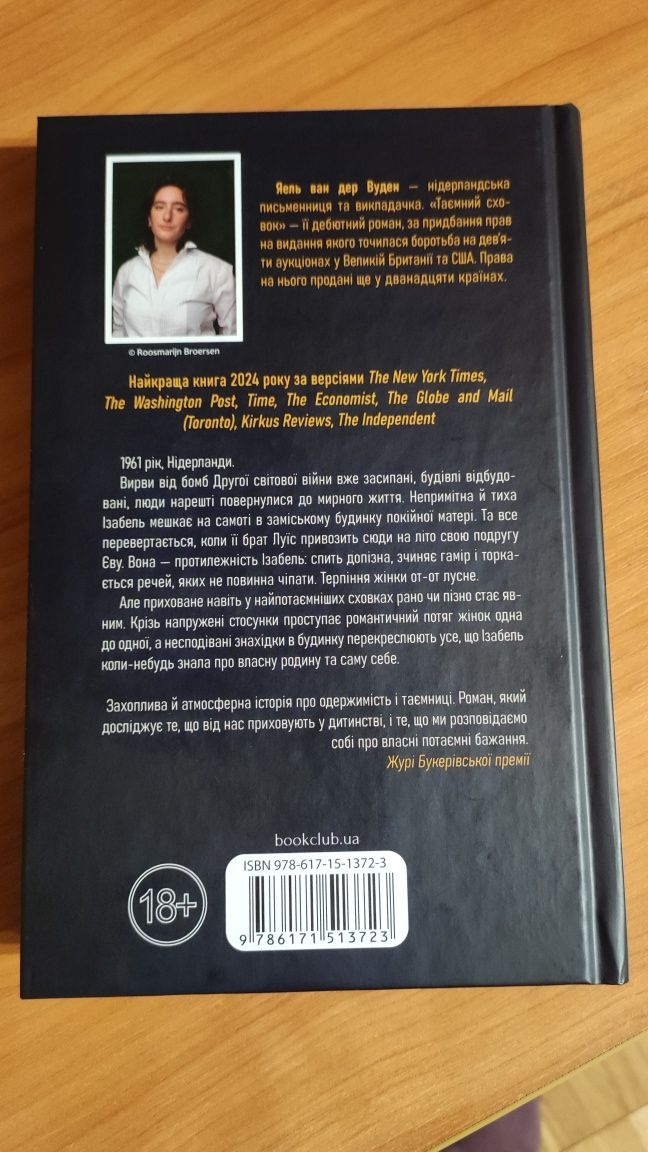 Яель ван дер Вуден — нідерландська
письменниця та викладачка. «Таємний схо-
вок» — її дебютний роман, за придбання прав
на видання якого точилася боротьба на дев'я-
ти аукціонах у Великій Британії та США. Права
на нього продані ще у дванадцяти країнах.
© Roosmarijn Broersen
Найкраща книга 2024 року за версіями The New York Times,
The Washington Post, Time, The Economist, The Globe and Mail
(Toronto), Kirkus Reviews, The Independent
1961 рік, Нідерланди.
Вирви від бомб Другої світової війни вже засипані, будівлі відбудо-
вані, люди нарешті повернулися до мирного життя. Непримітна й тиха
Ізабель мешкає на самоті в заміському будинку покійної матері. Та все
перевертається, коли її брат Луїс привозить сюди на літо свою подругу
Єву. Вона — протилежність Ізабель: спить допізна, зчиняє гамір і торка-
ється речей, яких не повинна чіпати. Терпіння жінки от-от лусне.
Але приховане навіть у найпотаємніших сховках рано чи пізно стає яв-
ним. Крізь напружені стосунки проступає романтичний потяг жінок одна
до одної, а несподівані знахідки в будинку перекреслюють усе, що Ізабель
коли-небудь знала про власну родину та саму себе.
Захоплива й атмосферна історія про одержимість і таємниці. Роман, який
досліджує те, що від нас приховують у дитинстві, і те, що ми розповідаємо
собі про власні потаємні бажання.
Журі Букерівської премії
bookclub.ua
ISBN 978-617-15-1372-3
18+
9 786171 513723